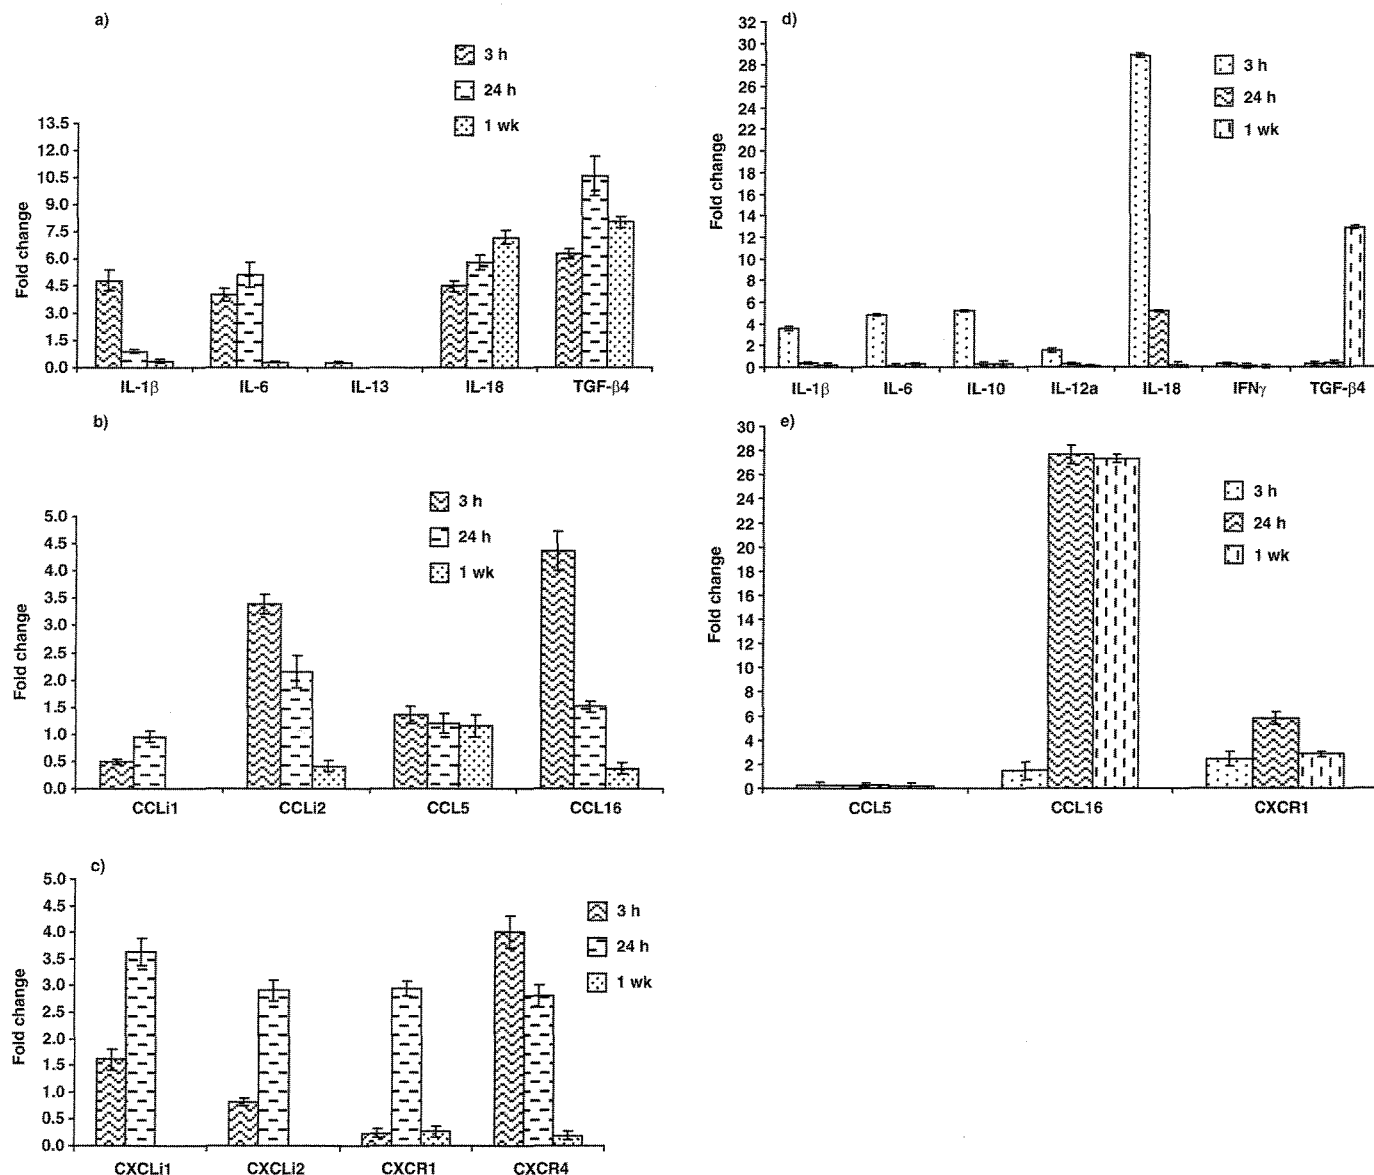 a)
3 h
24 h
1 wk
Fold change
13.5
12.0
10.5
9.0
7.5
6.0
4.5
3.0
1.5
0.0
IL-1β IL-6 IL-13 IL-18 TGF-β4
b)
3 h
24 h
1 wk
Fold change
5.0
4.5
4.0
3.5
3.0
2.5
2.0
1.5
1.0
0.5
0.0
CCLi1 CCLi2 CCL5 CCL16
c)
3 h
24 h
1 wk
Fold change
5.0
4.5
4.0
3.5
3.0
2.5
2.0
1.5
1.0
0.5
0.0
CXCLi1 CXCLi2 CXCR1 CXCR4
d)
3 h
24 h
1 wk
Fold change
32
30
28
26
24
22
20
18
16
14
12
10
8
6
4
2
0
IL-1β IL-6 IL-10 IL-12a IL-18 IFNγ TGF-β4
e)
3 h
24 h
1 wk
Fold change
30
28
26
24
22
20
18
16
14
12
10
8
6
4
2
0
CCL5 CCL16 CXCR1